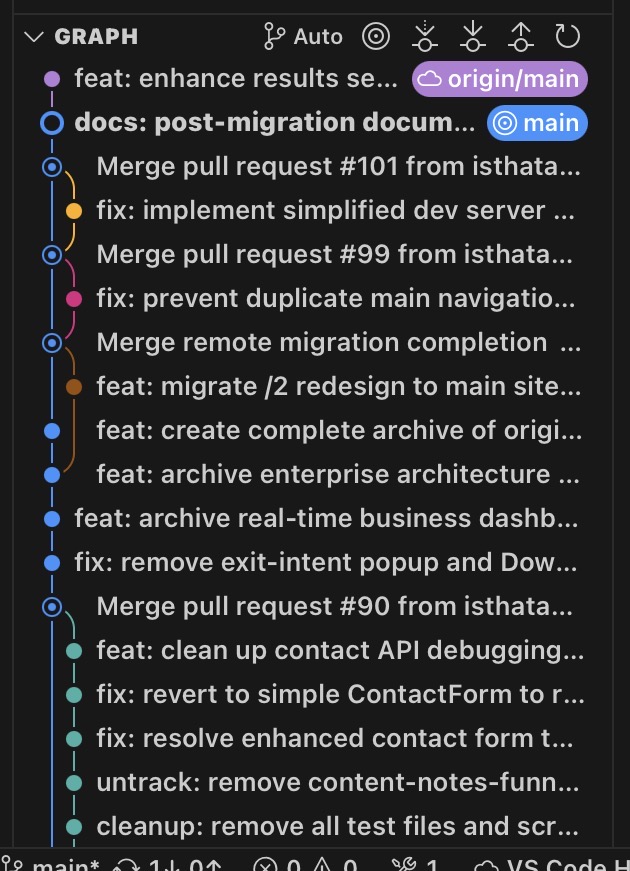 GRAPH Auto
feat: enhance results se... origin/main
docs: post-migration docum... main
Merge pull request #101 from isthata...
fix: implement simplified dev server ...
Merge pull request #99 from isthata...
fix: prevent duplicate main navigatio...
Merge remote migration completion ...
feat: migrate /2 redesign to main site...
feat: create complete archive of origi...
feat: archive enterprise architecture ...
feat: archive real-time business dashb...
fix: remove exit-intent popup and Dow...
Merge pull request #90 from isthata...
feat: clean up contact API debugging...
fix: revert to simple ContactForm to r...
fix: resolve enhanced contact form t...
untrack: remove content-notes-funn...
cleanup: remove all test files and scr...
main* 1↓ 0↑ 0 0 1 VS Code H